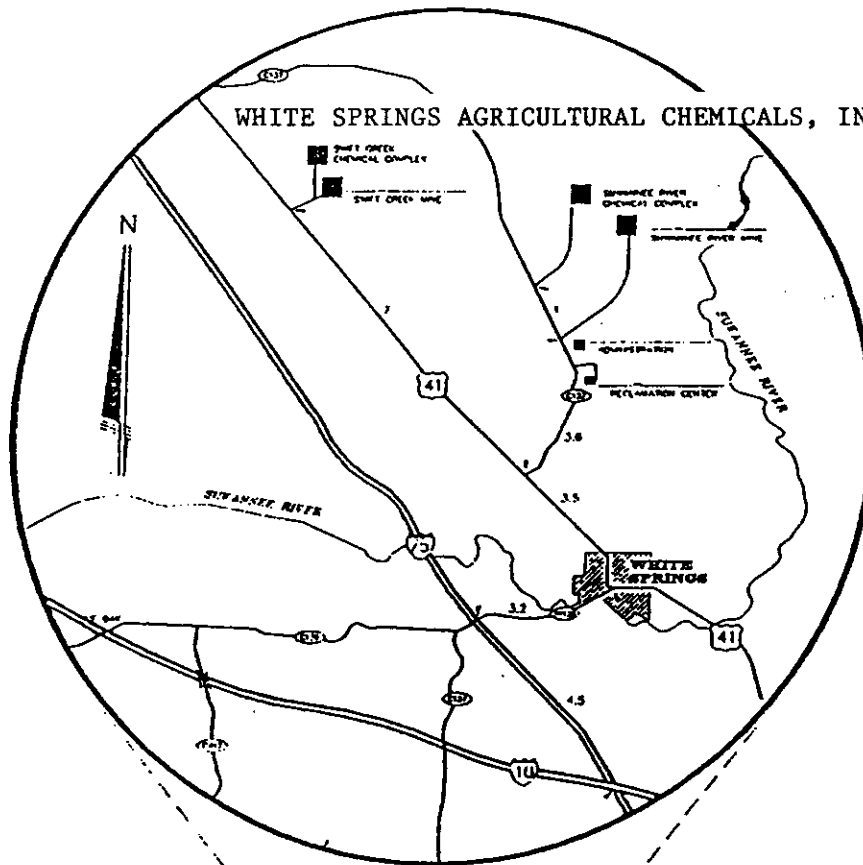 WHITE SPRINGS AGRICULTURAL CHEMICALS, IN
SWIFT CREEK
CHEMICAL COMPLEX
SWIFT CREEK MINE
SUWANNEE RIVER
CHEMICAL COMPLEX
SUWANNEE RIVER MINE
N
7
SUWANNEE RIVER
ADMINISTRATION
41
RECLAMATION CENTER
3.6
SUWANNEE RIVER
3.5
75
WHITE
SPRINGS
3.2
41
4.5
10